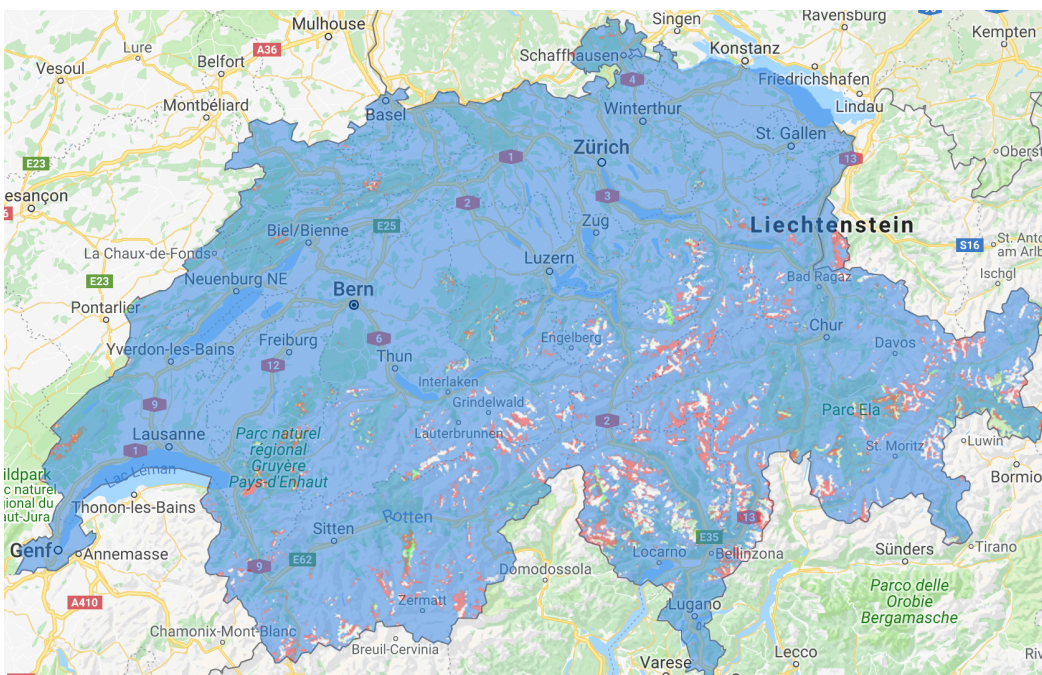 Mulhouse
Singen
Ravensburg
Kempten
Lure
A36
Schaffhausen
Konstanz
Vesoul
Belfort
Friedrichshafen
4
Montbéliard
Basel
Winterthur
Lindau
St. Gallen
Zürich
1
13
E23
esançon
3
2
Oberst
6
Biel/Bienne
E25
Zug
Liechtenstein
La Chaux-de-Fonds
S16
St. Anto
am Arlb
Luzern
Neuenburg NE
E23
Bad Ragaz
Ischgl
Bern
Pontarlier
Freiburg
6
Engelberg
Chur
Davos
Yverdon-les-Bains
Thun
12
Interlaken
9
Grindelwald
Parc Ela
Lausanne
Parc naturel
régional
Gruyère
Pays-d'Enhaut
Lauterbrunnen
2
St. Moritz
Luwin
1
Lac Léman
ildpark
c naturel
gional du
aut-Jura
Bormio
Thonon-les-Bains
Sitten
Rotten
13
E35
Genf
Annemasse
E62
9
Locarno
Bellinzona
Sünders
Tirano
Domodossola
A410
Zermatt
Lugano
Parco delle
Orobie
Bergamasche
Chamonix-Mont-Blanc
Breuil-Cervinia
Varese
Lecco
Riv